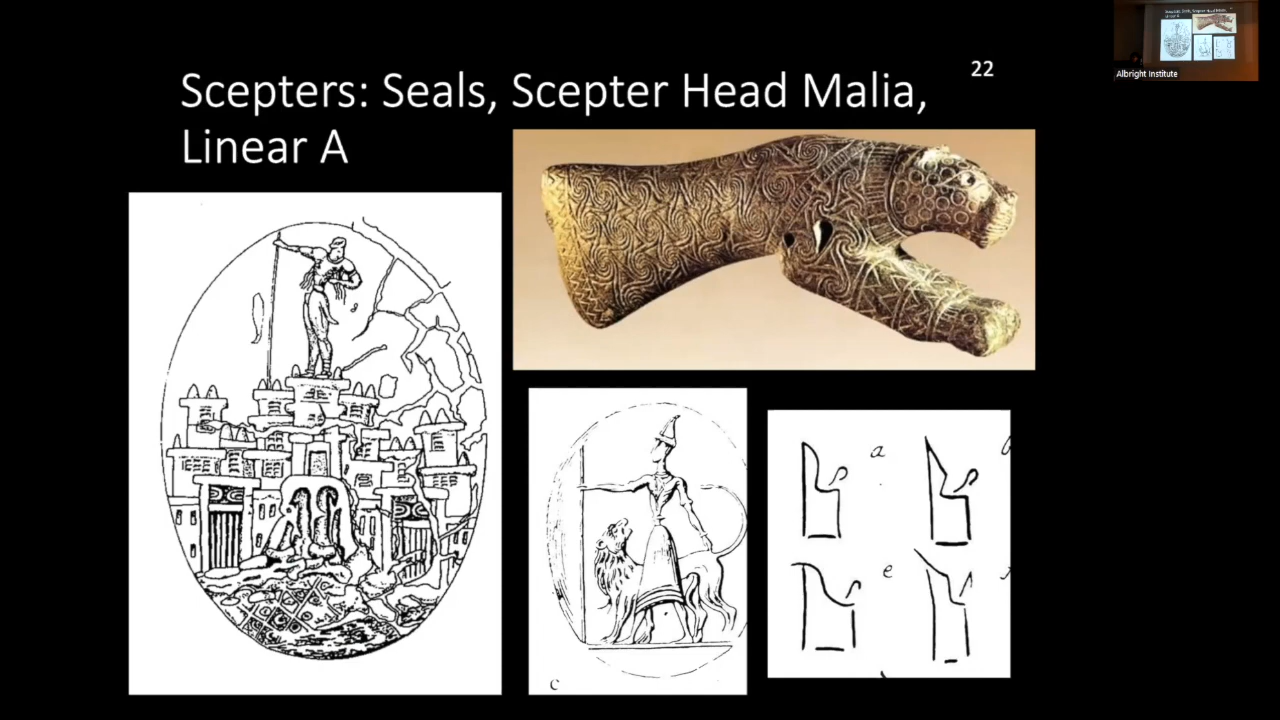 Scepters: Seals, Scepter Head Malia,
Linear A
22
Albright Institute
a
e
c